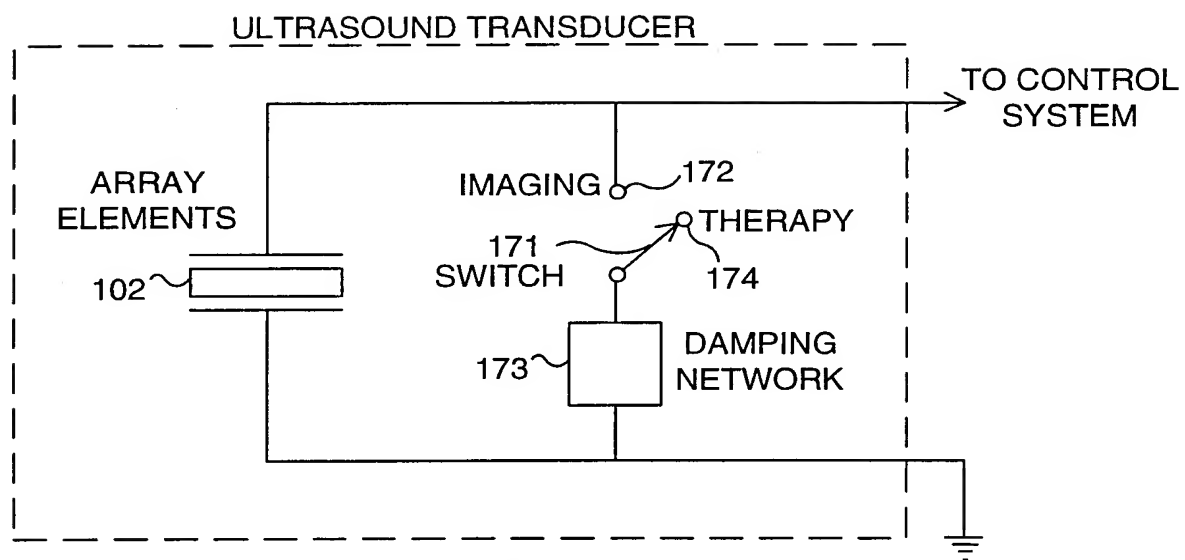 ULTRASOUND TRANSDUCER
TO CONTROL
SYSTEM
ARRAY
ELEMENTS
102
IMAGING
172
THERAPY
171
SWITCH
174
173
DAMPING
NETWORK